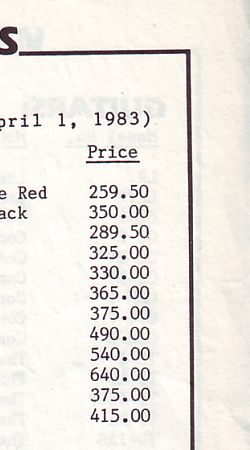 s
pril 1, 1983)
Price
e Red 259.50
ack 350.00
289.50
325.00
330.00
365.00
375.00
490.00
540.00
640.00
375.00
415.00